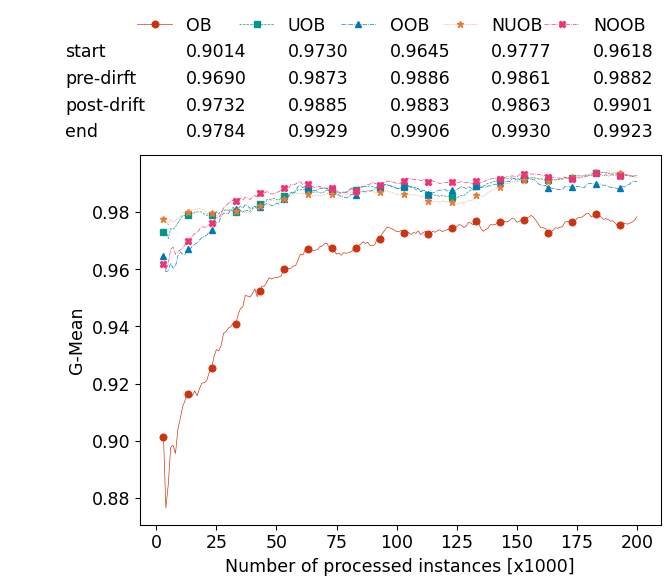 OB UOB OOB NUOB NOOB
start 0.9014 0.9730 0.9645 0.9777 0.9618
pre-dirft 0.9690 0.9873 0.9886 0.9861 0.9882
post-drift 0.9732 0.9885 0.9883 0.9863 0.9901
end 0.9784 0.9929 0.9906 0.9930 0.9923
0.98
0.96
0.94
0.92
0.90
0.88
G-Mean
0 25 50 75 100 125 150 175 200
Number of processed instances [x1000]